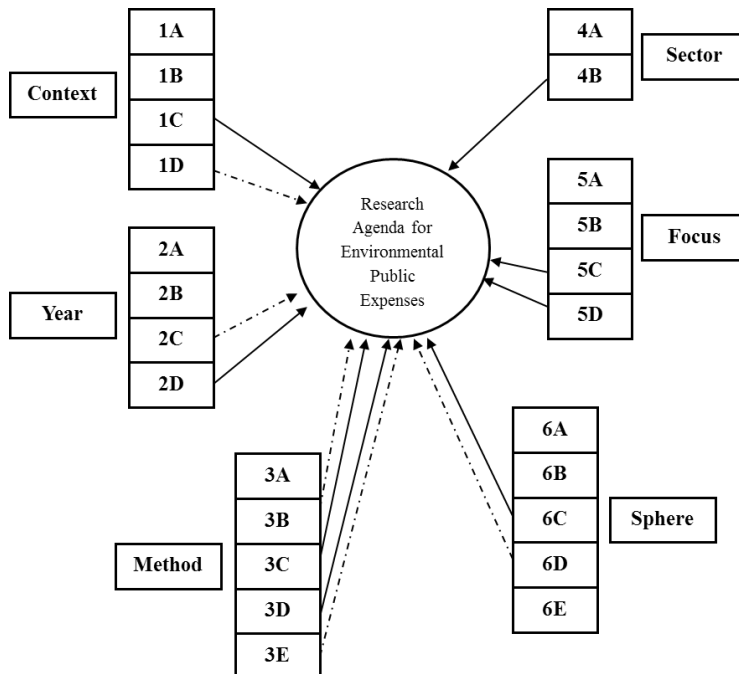 Context
1A
1B
1C
1D
Year
2A
2B
2C
2D
Method
3A
3B
3C
3D
3E
Research
Agenda for
Environmental
Public
Expenses
4A
4B
Sector
5A
5B
5C
5D
Focus
6A
6B
6C
6D
6E
Sphere